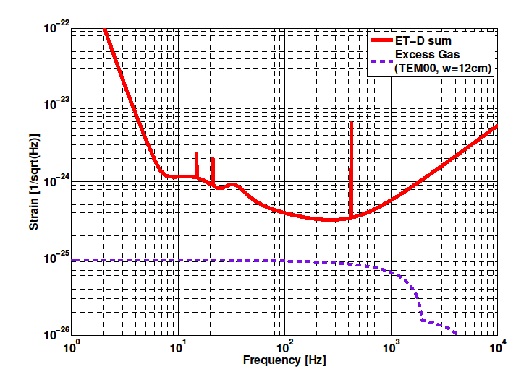 10^-22
10^-23
10^-24
10^-25
10^-26
Strain [1/sqrt(Hz)]
ET−D sum
Excess Gas
(TEM00, w=12cm)
10^0
10^1
10^2
10^3
10^4
Frequency [Hz]